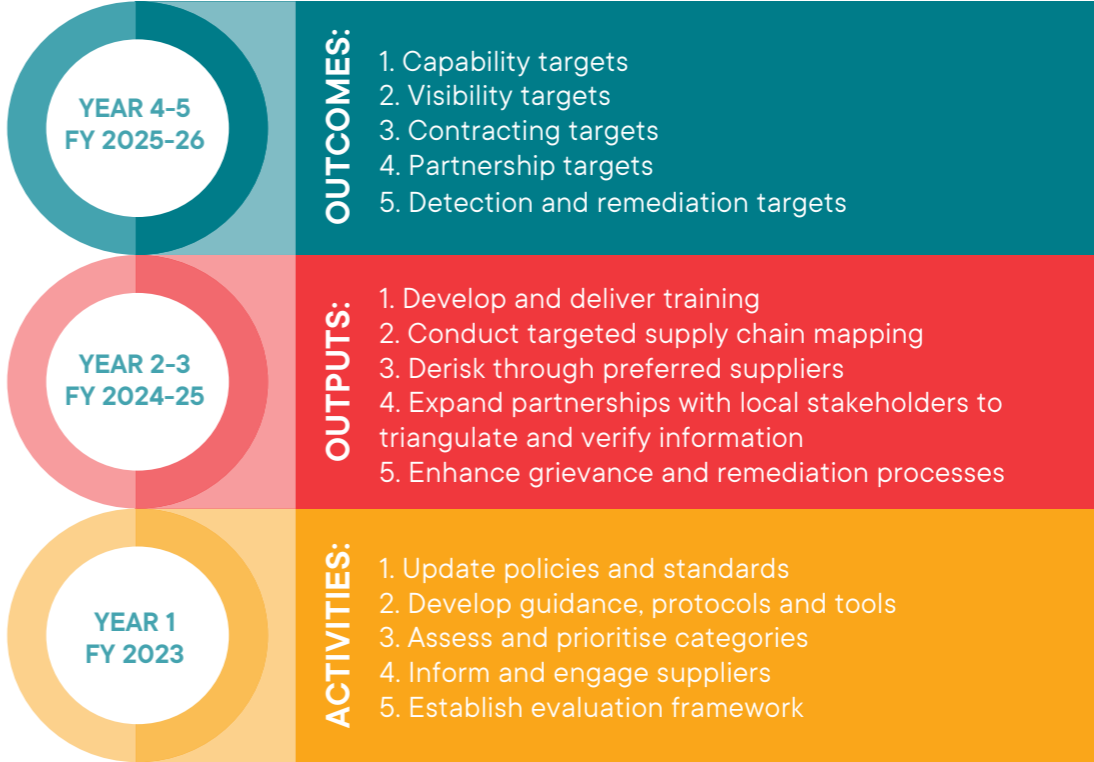 YEAR 4-5
FY 2025-26
OUTCOMES:
1. Capability targets
2. Visibility targets
3. Contracting targets
4. Partnership targets
5. Detection and remediation targets
YEAR 2-3
FY 2024-25
OUTPUTS:
1. Develop and deliver training
2. Conduct targeted supply chain mapping
3. Derisk through preferred suppliers
4. Expand partnerships with local stakeholders to
triangulate and verify information
5. Enhance grievance and remediation processes
YEAR 1
FY 2023
ACTIVITIES:
1. Update policies and standards
2. Develop guidance, protocols and tools
3. Assess and prioritise categories
4. Inform and engage suppliers
5. Establish evaluation framework